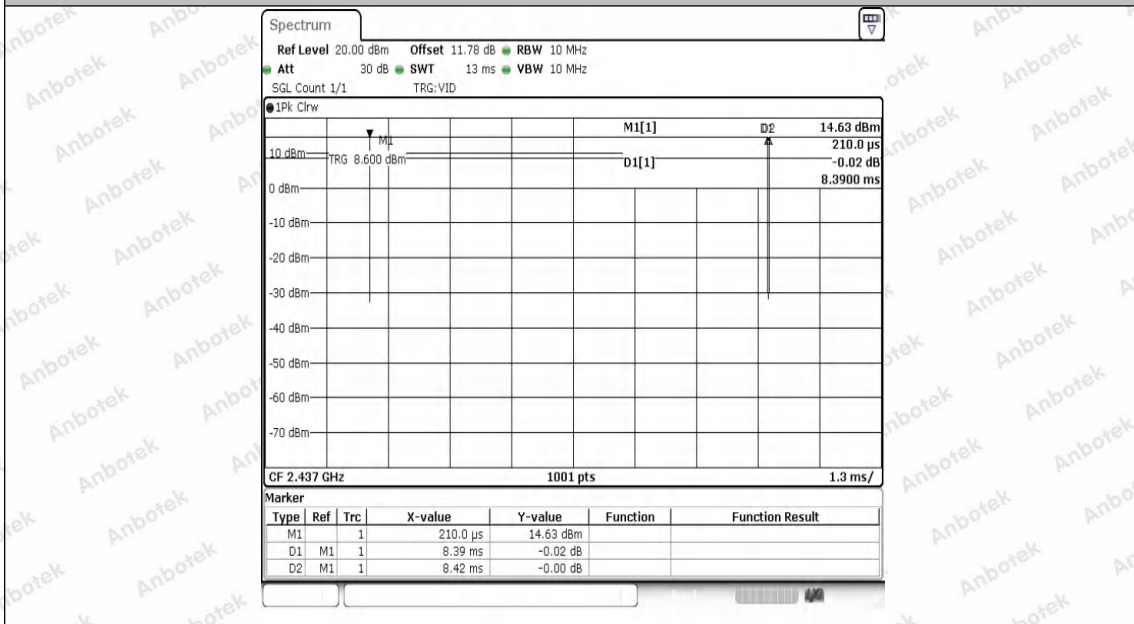 Spectrum
Ref Level 20.00 dBm Offset 11.78 dB RBW 10 MHz
Att 30 dB SWT 13 ms VBW 10 MHz
SGL Count 1/1 TRG:VID
1Pk Clrw
M1[1] D2 14.63 dBm
M1 210.0 µs
10 dBm TRG 8.600 dBm D1[1] -0.02 dB
8.3900 ms
0 dBm
-10 dBm
-20 dBm
-30 dBm
-40 dBm
-50 dBm
-60 dBm
-70 dBm
CF 2.437 GHz 1001 pts 1.3 ms/
Marker
Type Ref Trc X-value Y-value Function Function Result
M1 1 210.0 µs 14.63 dBm
D1 M1 1 8.39 ms -0.02 dB
D2 M1 1 8.42 ms -0.00 dB
Anbotek